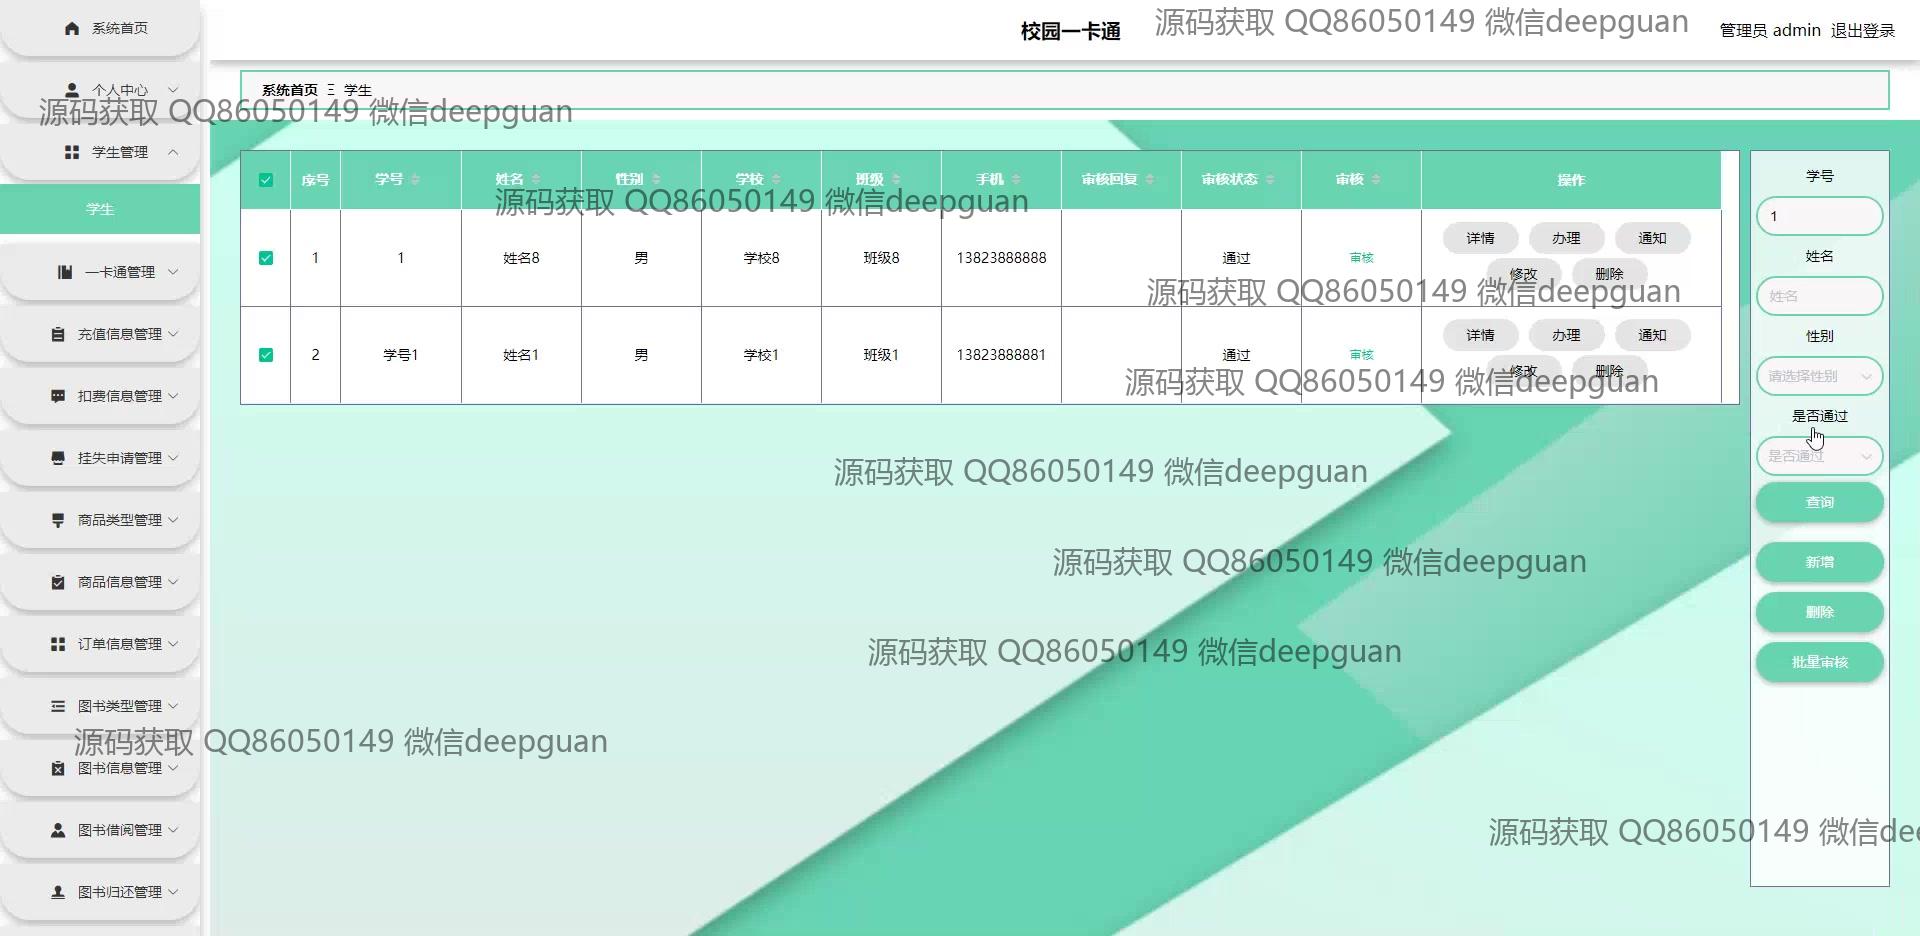 系统首页
个人中心
学生管理
学生
一卡通管理
充值信息管理
扣费信息管理
挂失申请管理
商品类型管理
商品信息管理
订单信息管理
图书类型管理
图书信息管理
图书借阅管理
图书归还管理
校园一卡通
管理员 admin 退出登录
系统首页 Ξ 学生
序号 学号 姓名 性别 学校 班级 手机 审核回复 审核状态 审核 操作
1 1 姓名8 男 学校8 班级8 13823888888 通过 审核 详情 办理 通知
修改 删除
2 学号1 姓名1 男 学校1 班级1 13823888881 通过 审核 详情 办理 通知
修改 删除
学号
1
姓名
姓名
性别
请选择性别
是否通过
是否通过
查询
新增
删除
批量审核
源码获取 QQ86050149 微信deepguan
源码获取 QQ86050149 微信deepguan
源码获取 QQ86050149 微信deepguan
源码获取 QQ86050149 微信deepguan
源码获取 QQ86050149 微信deepguan
源码获取 QQ86050149 微信deepguan
源码获取 QQ86050149 微信deepguan
源码获取 QQ86050149 微信deepguan
源码获取 QQ86050149 微信deepguan
源码获取 QQ86050149 微信dee